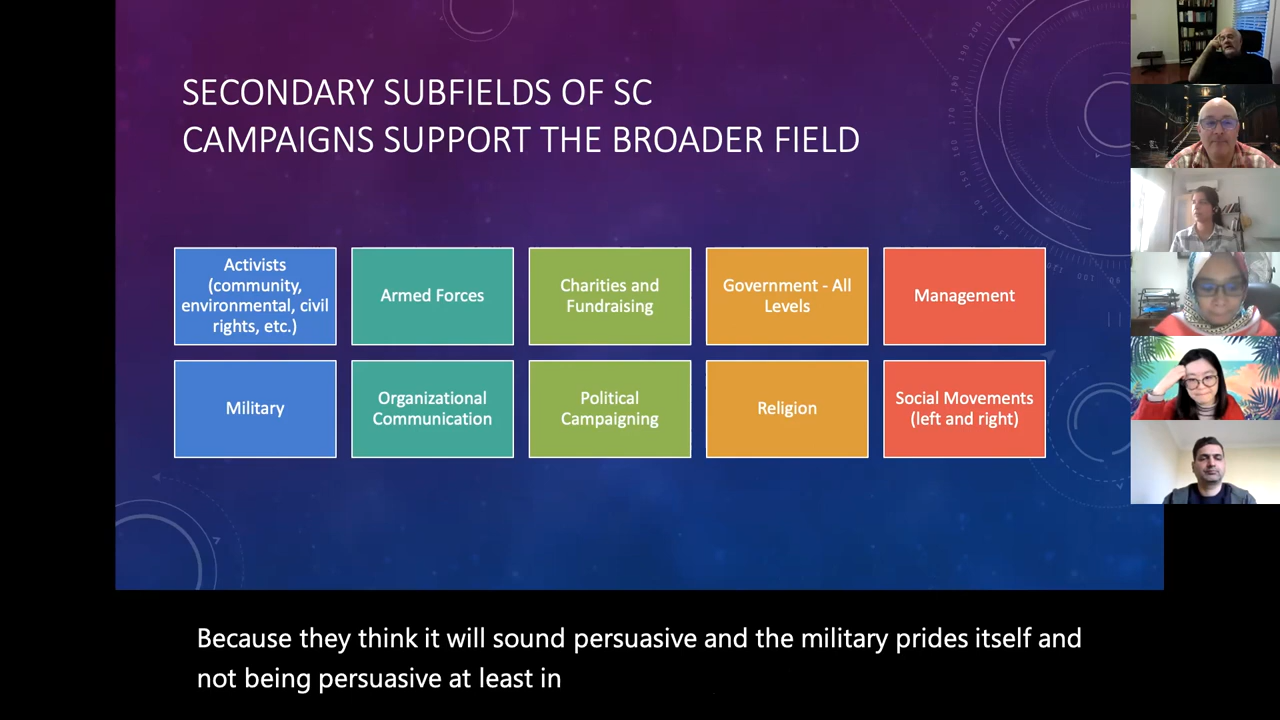 SECONDARY SUBFIELDS OF SC
CAMPAIGNS SUPPORT THE BROADER FIELD
Activists
(community,
environmental, civil
rights, etc.)
Armed Forces
Charities and
Fundraising
Government - All
Levels
Management
Military
Organizational
Communication
Political
Campaigning
Religion
Social Movements
(left and right)
Because they think it will sound persuasive and the military prides itself and
not being persuasive at least in